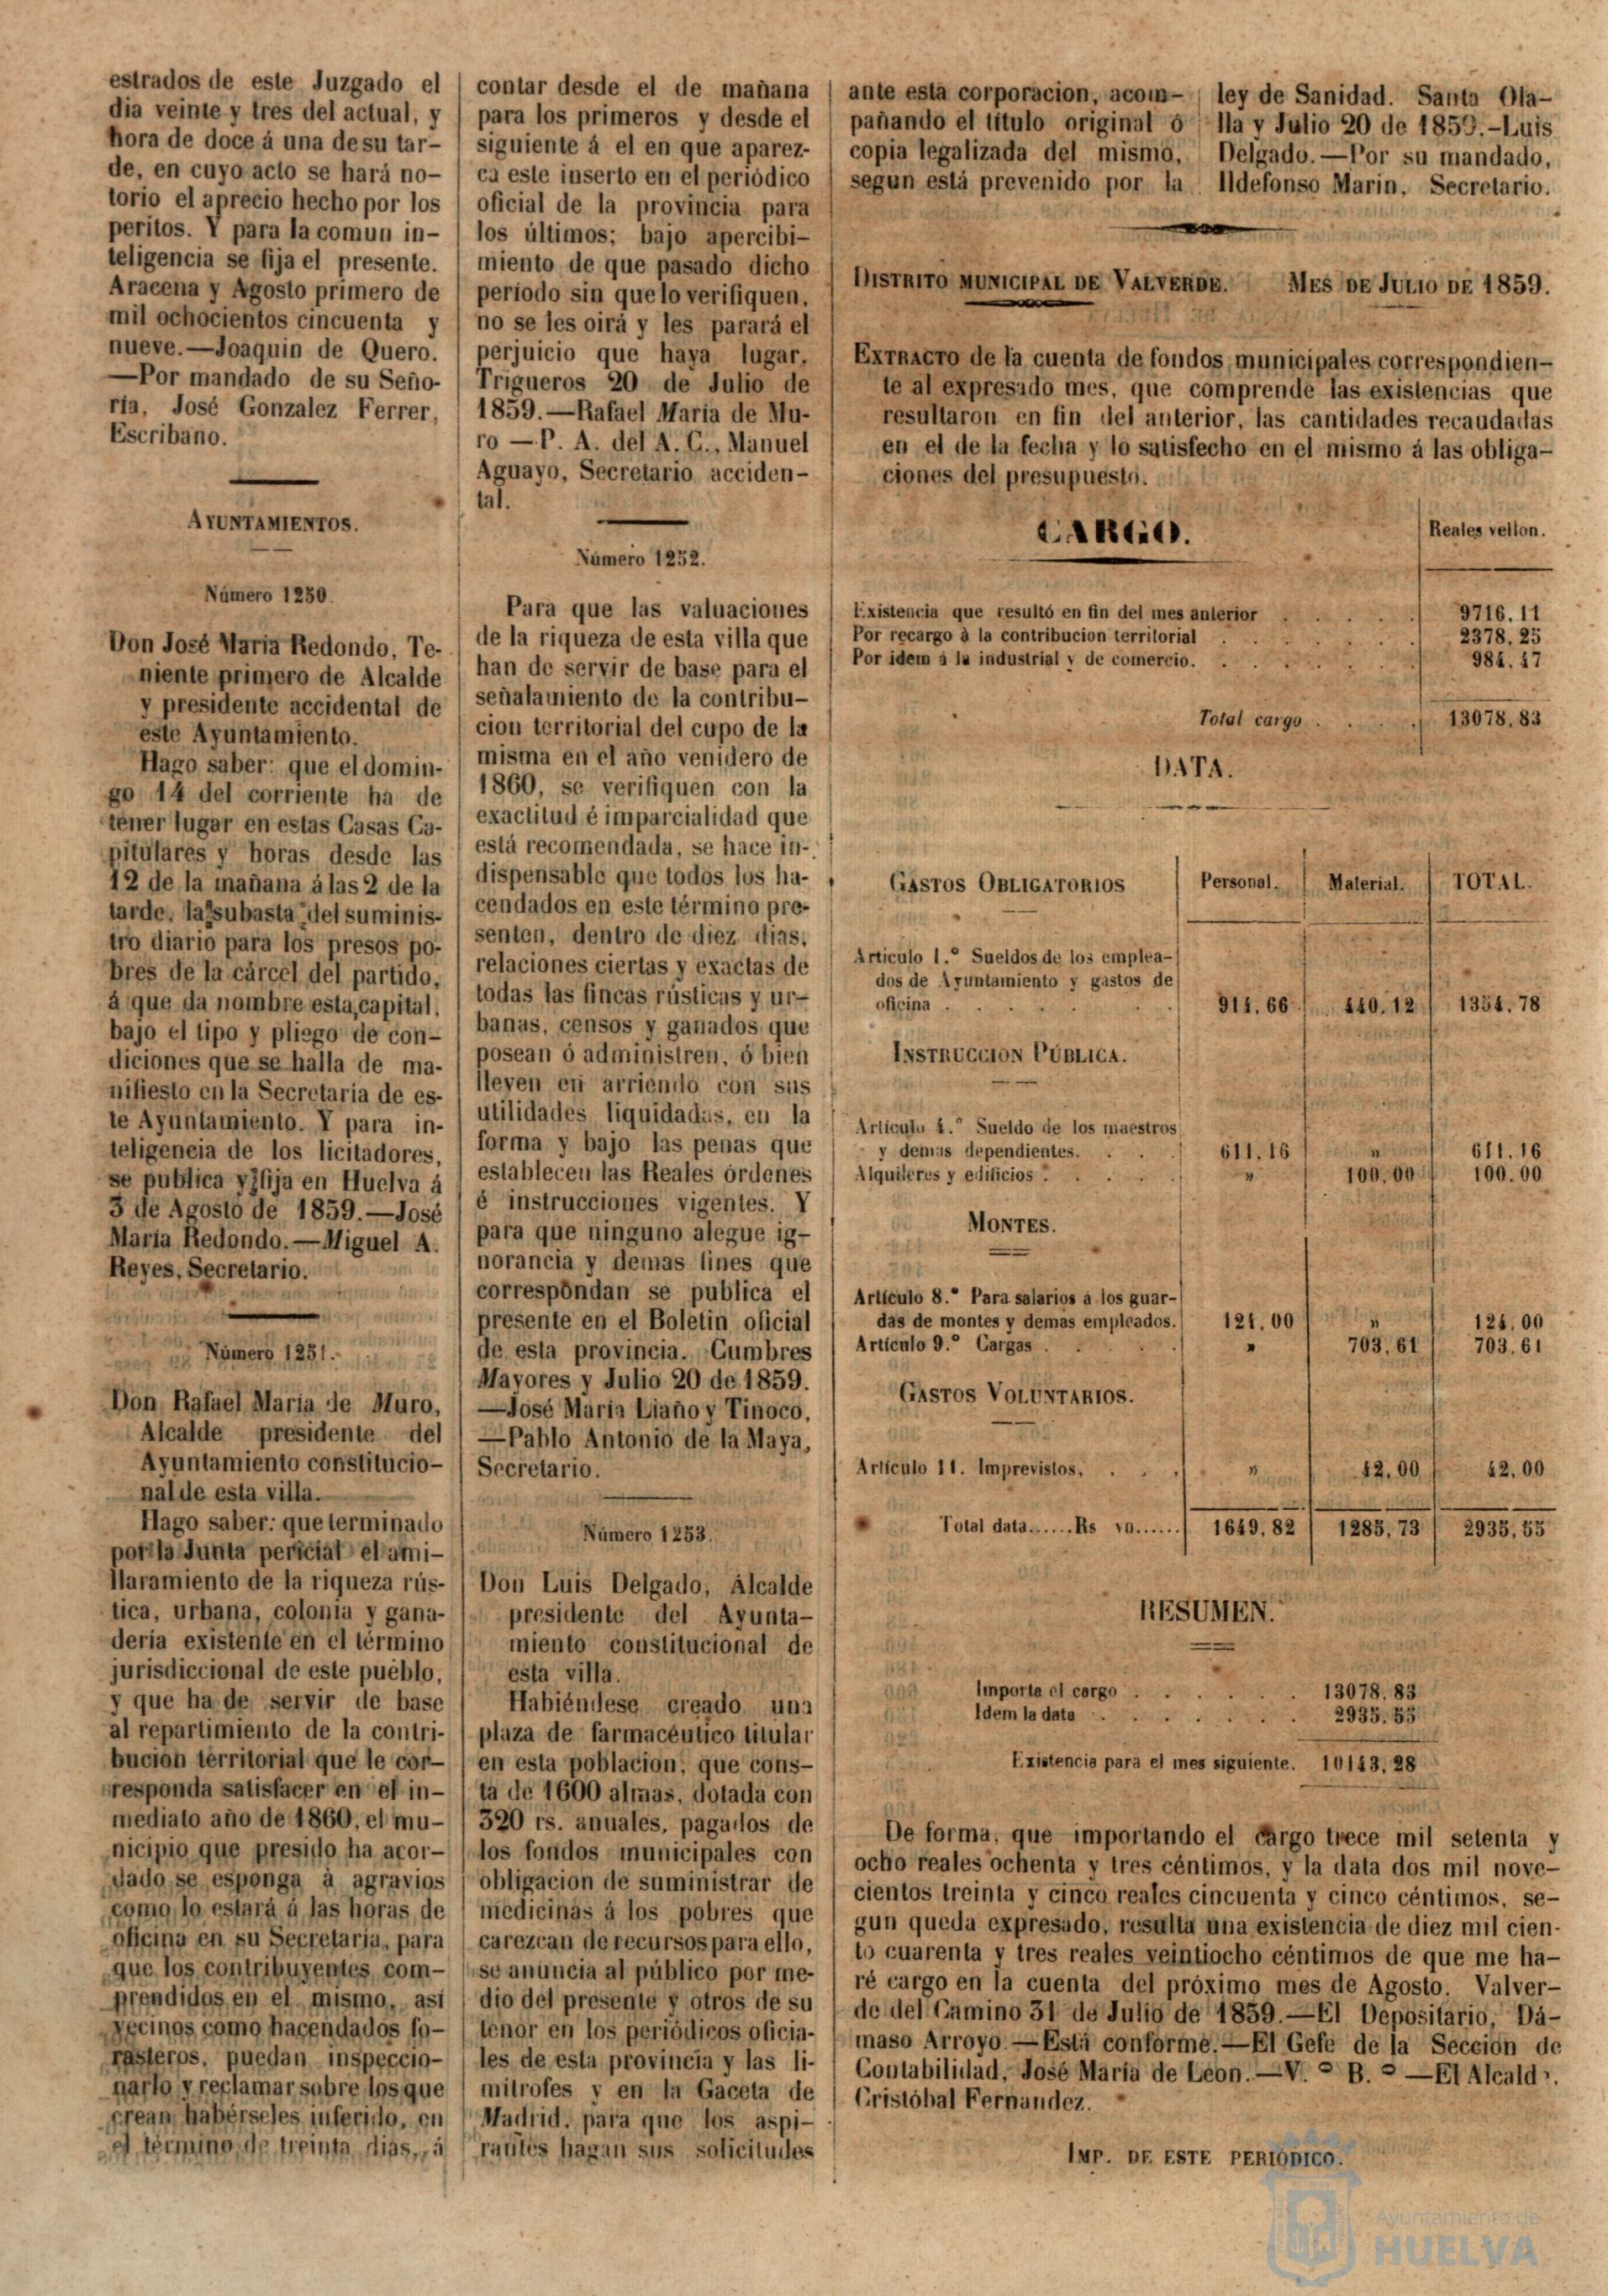 estrados de este Juzgado el
dia veinte y tres del actual, y
hora de doce á una de su tar-
de, en cuyo acto se hará no-
torio el aprecio hecho por los
peritos. Y para la comun in-
teligencia se fija el presente.
Aracena y Agosto primero de
mil ochocientos cincuenta y
nueve.—Joaquin de Quero.
—Por mandado de su Seño-
ría, José Gonzalez Ferrer,
Escribano.
AYUNTAMIENTOS.
Número 1250.
Don José Maria Redondo, Te-
niente primero de Alcalde
y presidente accidental de
este Ayuntamiento.
Hago saber: que el domin-
go 14 del corriente ha de
tener lugar en estas Casas Ca-
pitulares y horas desde las
12 de la mañana á las 2 de la
tarde, la subasta del suminis-
tro diario para los presos po-
bres de la cárcel del partido,
á que da nombre esta capital,
bajo el tipo y pliego de con-
diciones que se halla de ma-
nifiesto en la Secretaria de es-
te Ayuntamiento. Y para in-
teligencia de los licitadores,
se publica y fija en Huelva á
3 de Agosto de 1859.—José
María Redondo.—Miguel A.
Reyes, Secretario.
Número 1251.
Don Rafael María de Muro,
Alcalde presidente del
Ayuntamiento constitucio-
nal de esta villa.
Hago saber: que terminado
por la Junta pericial el ami-
llaramiento de la riqueza rús-
tica, urbana, colonia y gana-
dería existente en el término
jurisdiccional de este pueblo,
y que ha de servir de base
al repartimiento de la contri-
bucion territorial que le cor-
responda satisfacer en el in-
mediato año de 1860, el mu-
nicipio que presido ha acor-
dado se esponga á agravios
como lo estará á las horas de
oficina en su Secretaría, para
que los contribuyentes com-
prendidos en el mismo, asi
vecinos como hacendados fo-
rasteros, puedan inspeccio-
narlo y reclamar sobre los que
crean habérseles inferido, en
el término de treinta dias, á
contar desde el de mañana
para los primeros y desde el
siguiente á el en que aparez-
ca este inserto en el periódico
oficial de la provincia para
los últimos; bajo apercibi-
miento de que pasado dicho
período sin que lo verifiquen,
no se les oirá y les parará el
perjuicio que haya lugar.
Trigueros 20 de Julio de
1859.—Rafael María de Mu-
ro —P. A. del A. C., Manuel
Aguayo, Secretario acciden-
tal.
Número 1252.
Para que las valuaciones
de la riqueza de esta villa que
han de servir de base para el
señalamiento de la contribu-
cion territorial del cupo de la
misma en el año venidero de
1860, se verifiquen con la
exactitud é imparcialidad que
está recomendada, se hace in-
dispensable que todos los ha-
cendados en este término pre-
senten, dentro de diez dias,
relaciones ciertas y exactas de
todas las fincas rústicas y ur-
banas, censos y ganados que
posean ó administren, ó bien
lleven en arriendo con sus
utilidades liquidadas, en la
forma y bajo las penas que
establecen las Reales órdenes
é instrucciones vigentes. Y
para que ninguno alegue ig-
norancia y demas fines que
correspondan se publica el
presente en el Boletin oficial
de esta provincia. Cumbres
Mayores y Julio 20 de 1859.
—José María Liaño y Tinoco,
—Pablo Antonio de la Maya,
Secretario.
Número 1253.
Don Luis Delgado, Alcalde
presidente del Ayunta-
miento constitucional de
esta villa.
Habiéndose creado una
plaza de farmacéutico titular
en esta poblacion, que cons-
ta de 1600 almas, dotada con
320 rs. anuales, pagados de
los fondos municipales con
obligacion de suministrar de
medicinas á los pobres que
carezcan de recursos para ello,
se anuncia al público por me-
dio del presente y otros de su
tenor en los periódicos oficia-
les de esta provincia y las li-
mitrofes y en la Gaceta de
Madrid, para que los aspi-
rantes hagan sus solicitudes
ante esta corporacion, acom-
pañando el título original ó
copia legalizada del mismo,
segun está prevenido por la
ley de Sanidad. Santa Ola-
lla y Julio 20 de 1859.-Luis
Delgado.—Por su mandado,
Ildefonso Marin, Secretario.
DISTRITO MUNICIPAL DE VALVERDE. MES DE JULIO DE 1859.
EXTRACTO de la cuenta de fondos municipales correspondien-
te al expresado mes, que comprende las existencias que
resultaron en fin del anterior, las cantidades recaudadas
en el de la fecha y lo satisfecho en el mismo á las obliga-
ciones del presupuesto.
CARGO. Reales vellon.
Existencia que resultó en fin del mes anterior . . . . . 9716,11
Por recargo á la contribucion territorial . . . . . . . 2378,25
Por idem á la industrial y de comercio. . . . . . . . 984,47
Total cargo . . . . . 13078,83
DATA.
GASTOS OBLIGATORIOS Personal. Material. TOTAL.
Artículo 1.° Sueldos de los emplea-
dos de Ayuntamiento y gastos de
oficina . . . . . . 914,66 440,12 1354,78
INSTRUCCION PUBLICA.
Artículo 4.° Sueldo de los maestros
y demas dependientes. . . . 611,16 » 611,16
Alquileres y edificios . . . . . » 100,00 100,00
MONTES.
Artículo 8.° Para salarios a los guar-
das de montes y demas empleados. 124,00 » 124,00
Artículo 9.° Cargas . . . . . » 703,61 703,61
GASTOS VOLUNTARIOS.
Artículo 11. Imprevistos, . . . » 42,00 42,00
Total data......Rs vn...... 1649,82 1285,73 2935,55
RESUMEN.
Importa el cargo . . . . . . . 13078,83
Idem la data . . . . . . . . 2935,55
Existencia para el mes siguiente. 10143,28
De forma, que importando el cargo trece mil setenta y
ocho reales ochenta y tres céntimos, y la data dos mil nove-
cientos treinta y cinco reales cincuenta y cinco céntimos, se-
gun queda expresado, resulta una existencia de diez mil cien-
to cuarenta y tres reales veintiocho céntimos de que me ha-
ré cargo en la cuenta del próximo mes de Agosto. Valver-
de del Camino 31 de Julio de 1859.—El Depositario, Dá-
maso Arroyo.—Está conforme.—El Gefe de la Seccion de
Contabilidad, José María de Leon.—V.° B.°—El Alcald,
Cristóbal Fernandez.
IMP. DE ESTE PERIÓDICO.
Ayuntamiento de
HUELVA